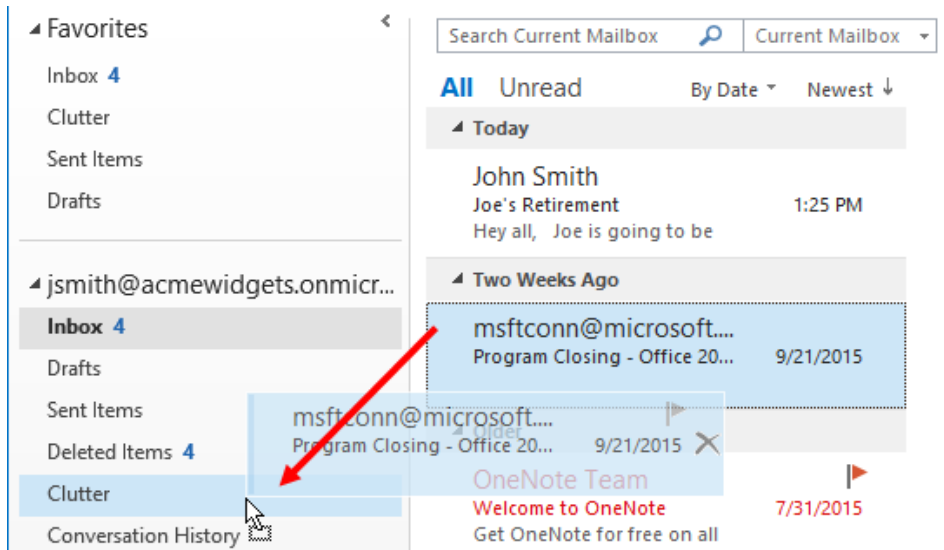 Favorites
Inbox 4
Clutter
Sent Items
Drafts
jsmith@acmewidgets.onmicr...
Inbox 4
Drafts
Sent Items
Deleted Items 4
Clutter
Conversation History
Search Current Mailbox
Current Mailbox
All Unread By Date Newest
Today
John Smith
Joe's Retirement 1:25 PM
Hey all, Joe is going to be
Two Weeks Ago
msftconn@microsoft....
Program Closing - Office 20... 9/21/2015
msftconn@microsoft....
Program Closing - Office 20... 9/21/2015
Older
OneNote Team
Welcome to OneNote 7/31/2015
Get OneNote for free on all